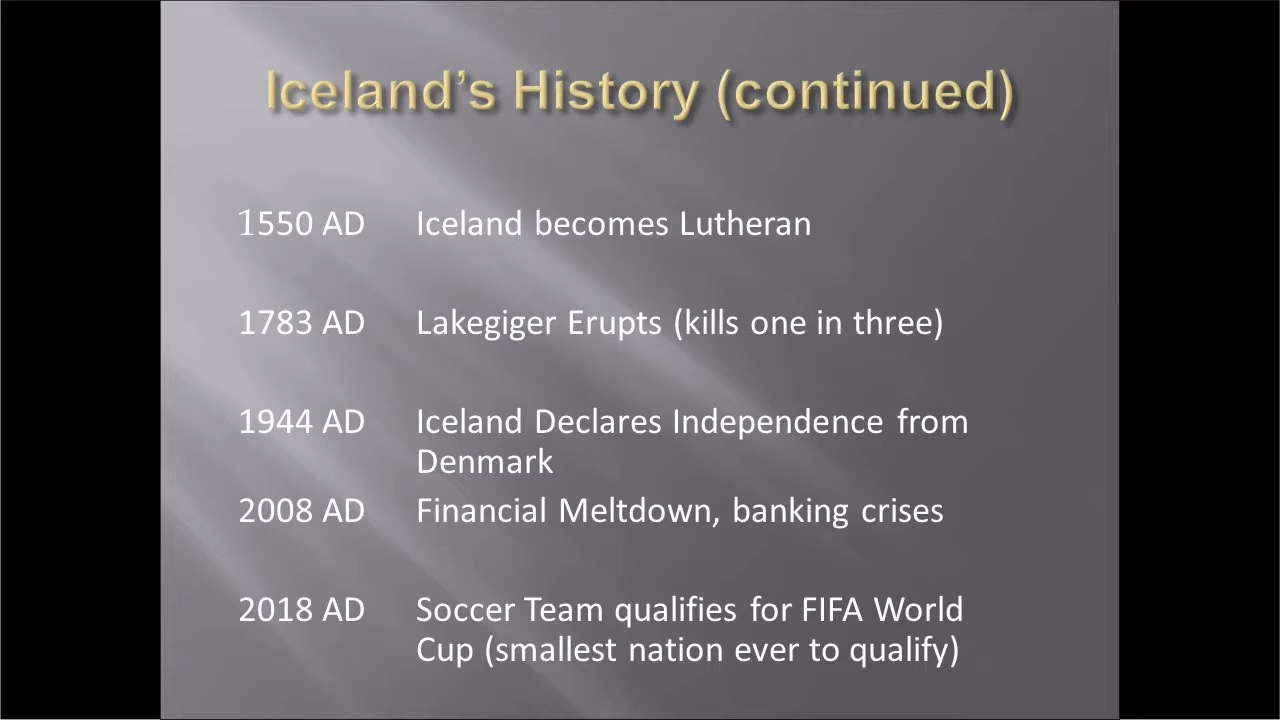 Iceland’s History (continued)
1550 AD Iceland becomes Lutheran
1783 AD Lakegiger Erupts (kills one in three)
1944 AD Iceland Declares Independence from
Denmark
2008 AD Financial Meltdown, banking crises
2018 AD Soccer Team qualifies for FIFA World
Cup (smallest nation ever to qualify)